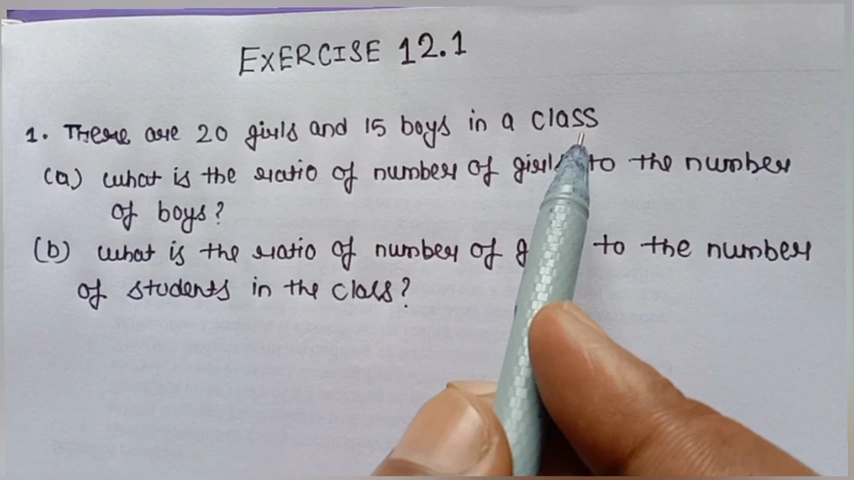 EXERCISE 12.1
1. There are 20 girls and 15 boys in a class
(a) what is the ratio of number of girls to the number
of boys?
(b) what is the ratio of number of g to the number
of students in the class?